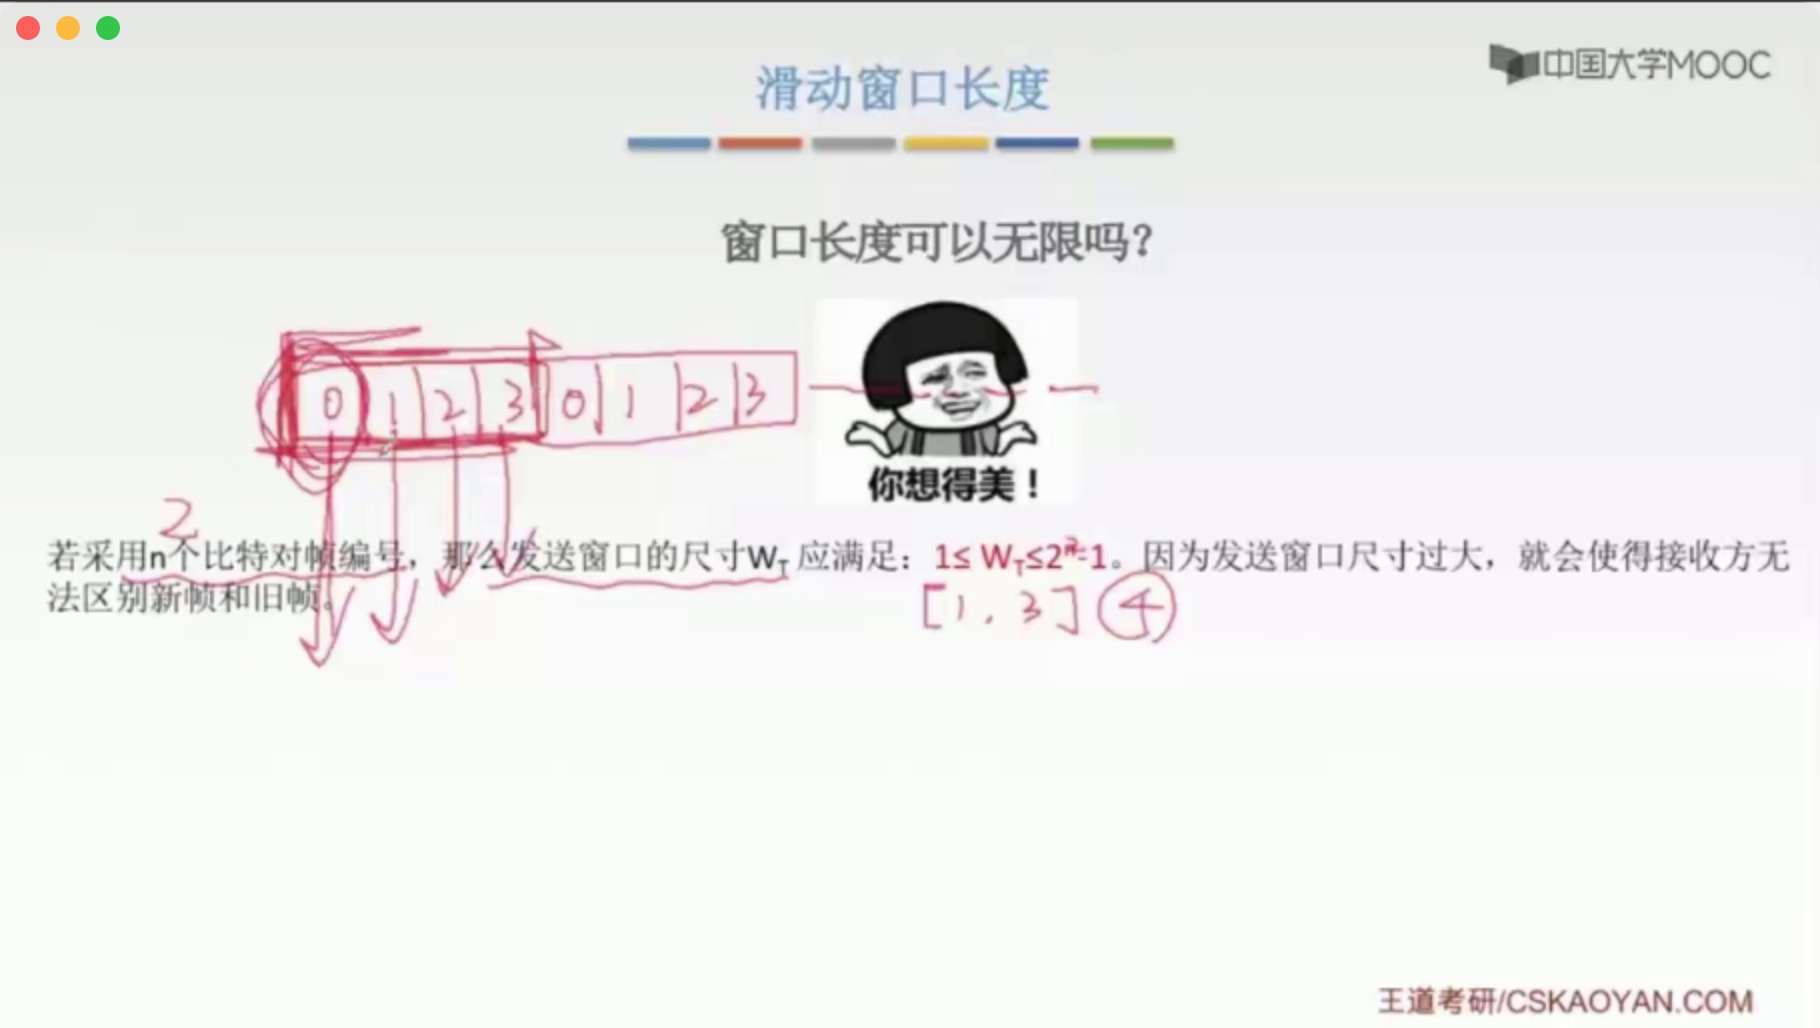 中国大学MOOC
滑动窗口长度
窗口长度可以无限吗？
0 1 2 3 0 1 2 3
你想得美！
2
若采用n个比特对帧编号，那么发送窗口的尺寸W_T应满足：1≤ W_T≤2^n-1。因为发送窗口尺寸过大，就会使得接收方无
法区别新帧和旧帧。
[1, 3] 4
王道考研/CSKAOYAN.COM